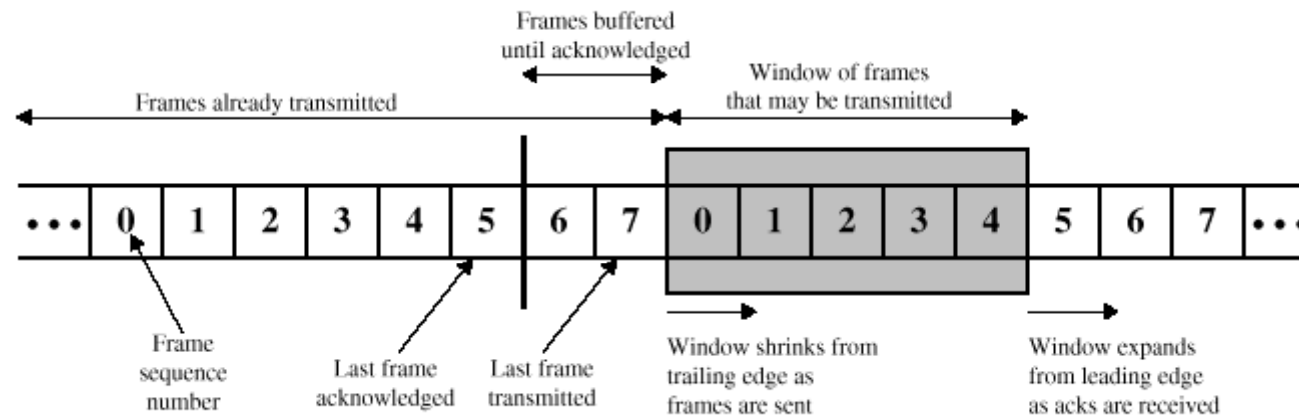 Frames buffered
until acknowledged
Window of frames
that may be transmitted
Frames already transmitted
••• 0 1 2 3 4 5 6 7 0 1 2 3 4 5 6 7 •••
Frame
sequence
number
Last frame
acknowledged
Last frame
transmitted
Window shrinks from
trailing edge as
frames are sent
Window expands
from leading edge
as acks are received